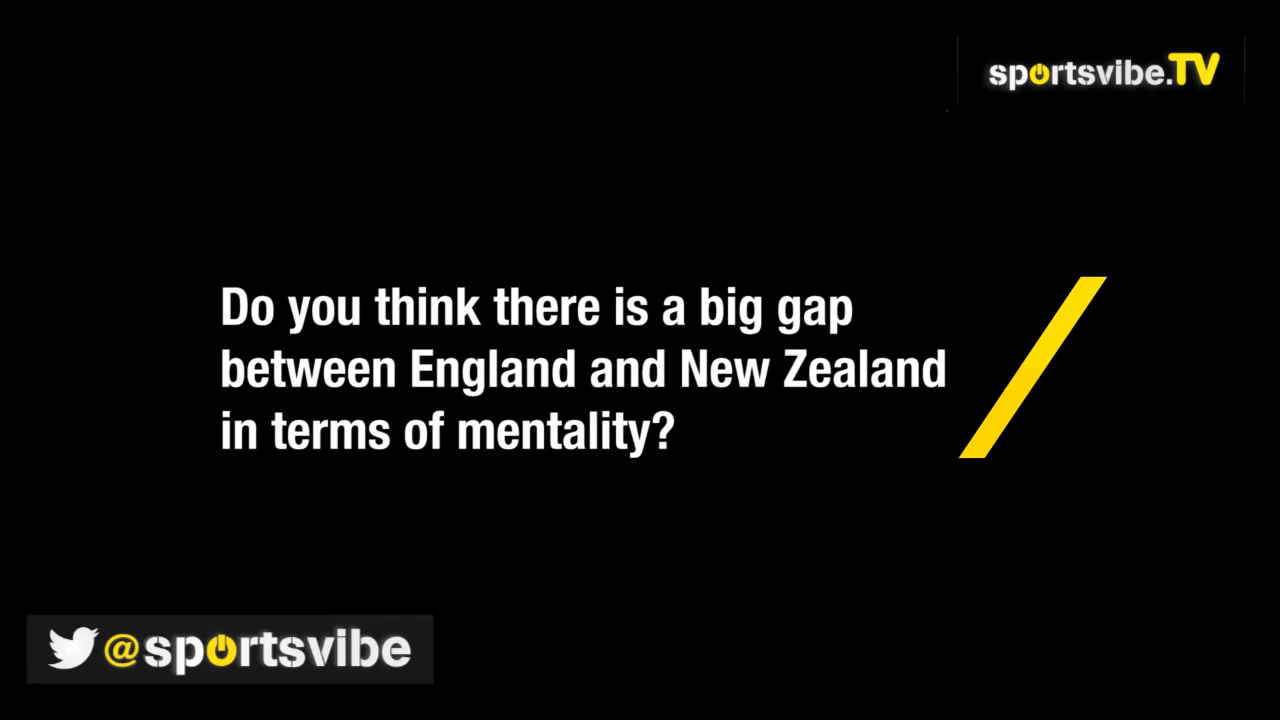 sportsvibe.TV
Do you think there is a big gap
between England and New Zealand
in terms of mentality?
@sportsvibe